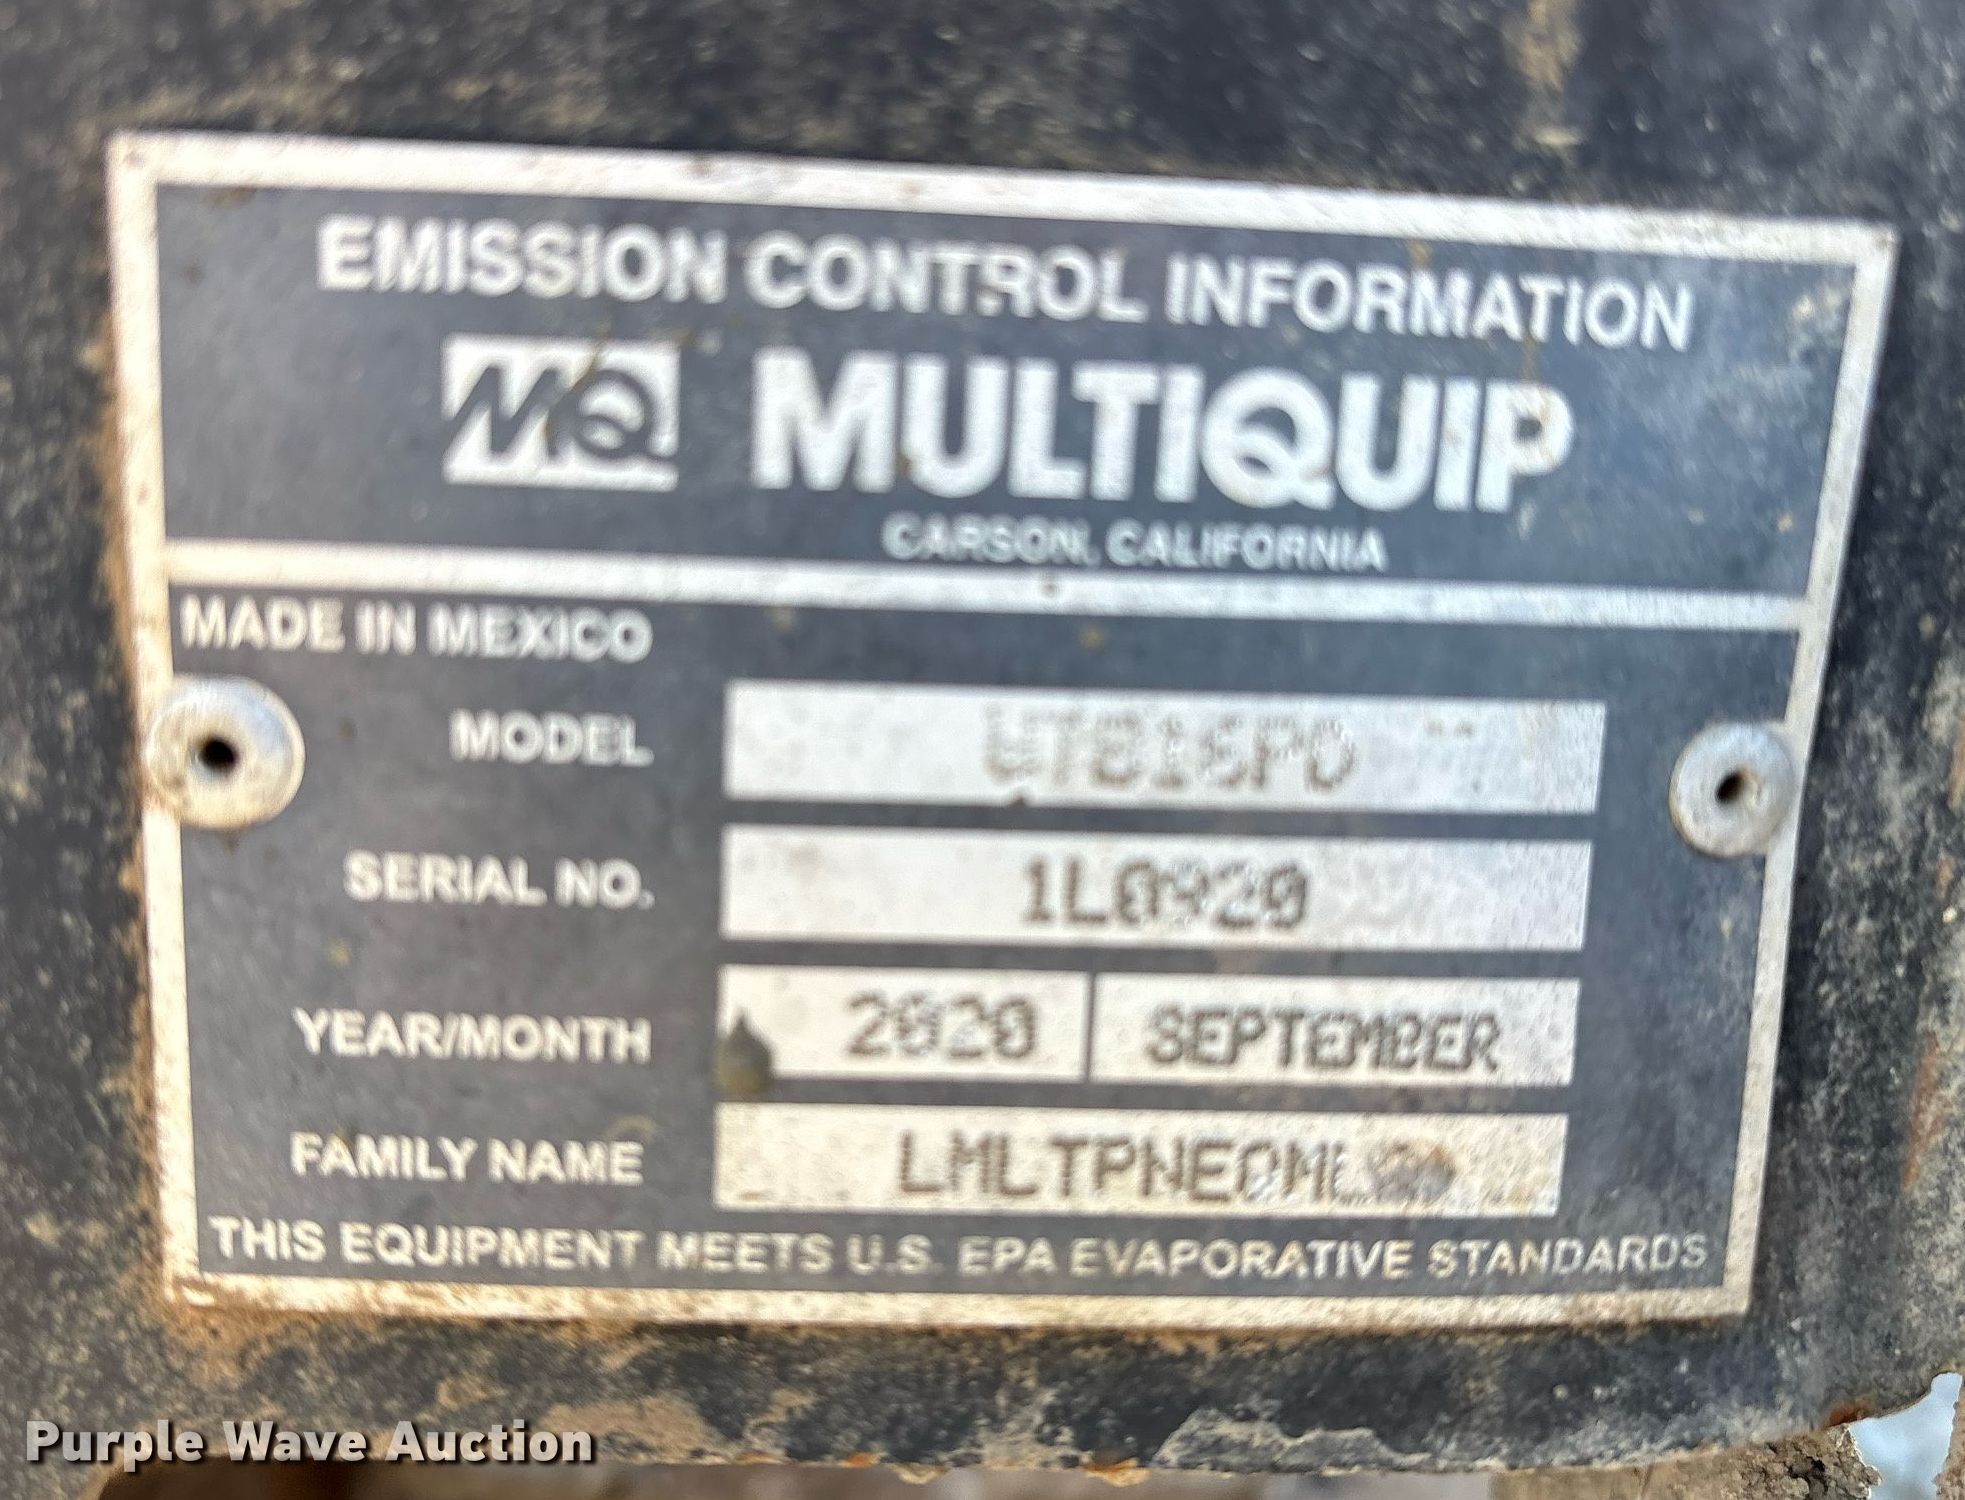 EMISSION CONTROL INFORMATION
MQ MULTIQUIP
CARSON, CALIFORNIA
MADE IN MEXICO
MODEL
SERIAL NO. 1L0920
YEAR/MONTH 2020 SEPTEMBER
FAMILY NAME
THIS EQUIPMENT MEETS U.S. EPA EVAPORATIVE STANDARDS
Purple Wave Auction